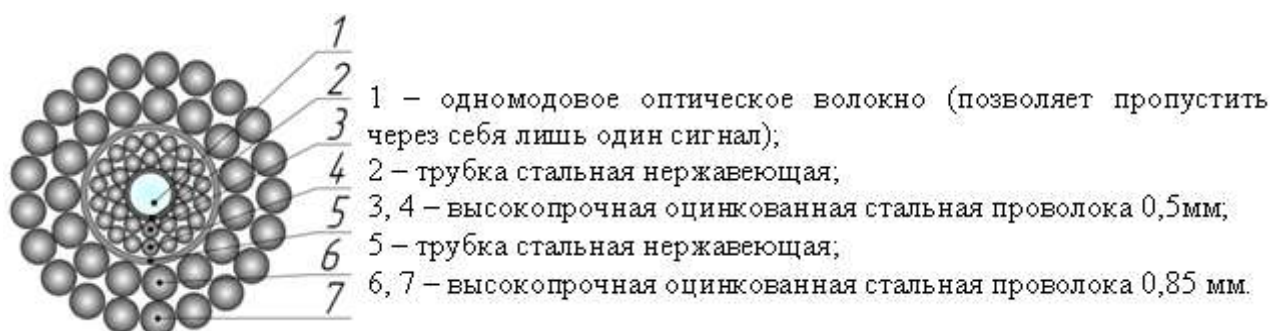 1
2
3
4
5
6
7
1 – одномодовое оптическое волокно (позволяет пропустить
через себя лишь один сигнал);
2 – трубка стальная нержавеющая;
3, 4 – высокопрочная оцинкованная стальная проволока 0,5мм;
5 – трубка стальная нержавеющая;
6, 7 – высокопрочная оцинкованная стальная проволока 0,85 мм.